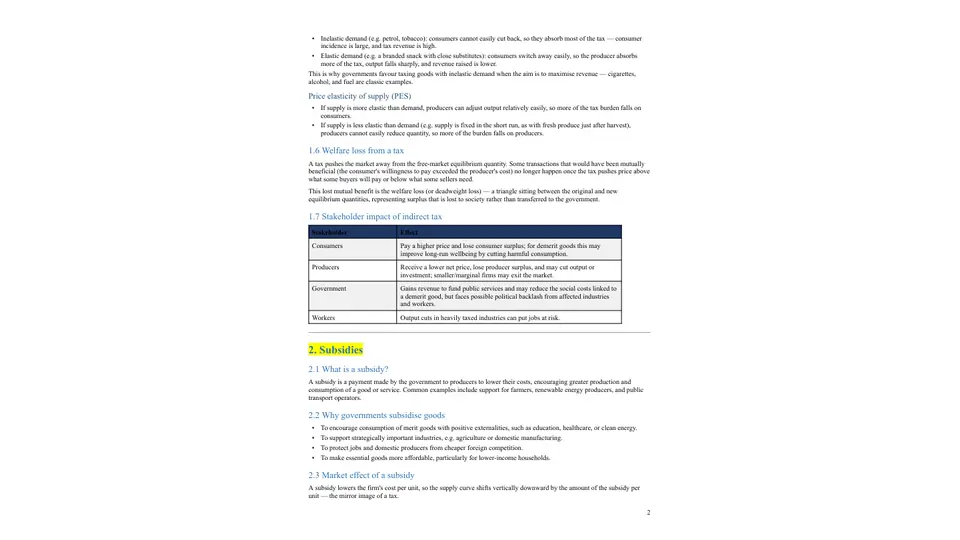 • Inelastic demand (e.g. petrol, tobacco): consumers cannot easily cut back, so they absorb most of the tax — consumer
incidence is large, and tax revenue is high.
• Elastic demand (e.g. a branded snack with close substitutes): consumers switch away easily, so the producer absorbs
more of the tax, output falls sharply, and revenue raised is lower.
This is why governments favour taxing goods with inelastic demand when the aim is to maximise revenue — cigarettes,
alcohol, and fuel are classic examples.
Price elasticity of supply (PES)
• If supply is more elastic than demand, producers can adjust output relatively easily, so more of the tax burden falls on
consumers.
• If supply is less elastic than demand (e.g. supply is fixed in the short run, as with fresh produce just after harvest),
producers cannot easily reduce quantity, so more of the burden falls on producers.
1.6 Welfare loss from a tax
A tax pushes the market away from the free-market equilibrium quantity. Some transactions that would have been mutually
beneficial (the consumer's willingness to pay exceeded the producer's cost) no longer happen once the tax pushes price above
what some buyers will pay or below what some sellers need.
This lost mutual benefit is the welfare loss (or deadweight loss) — a triangle sitting between the original and new
equilibrium quantities, representing surplus that is lost to society rather than transferred to the government.
1.7 Stakeholder impact of indirect tax
Stakeholder Effect
Consumers Pay a higher price and lose consumer surplus; for demerit goods this may
improve long-run wellbeing by cutting harmful consumption.
Producers Receive a lower net price, lose producer surplus, and may cut output or
investment; smaller/marginal firms may exit the market.
Government Gains revenue to fund public services and may reduce the social costs linked to
a demerit good, but faces possible political backlash from affected industries
and workers.
Workers Output cuts in heavily taxed industries can put jobs at risk.
2. Subsidies
2.1 What is a subsidy?
A subsidy is a payment made by the government to producers to lower their costs, encouraging greater production and
consumption of a good or service. Common examples include support for farmers, renewable energy producers, and public
transport operators.
2.2 Why governments subsidise goods
• To encourage consumption of merit goods with positive externalities, such as education, healthcare, or clean energy.
• To support strategically important industries, e.g. agriculture or domestic manufacturing.
• To protect jobs and domestic producers from cheaper foreign competition.
• To make essential goods more affordable, particularly for lower-income households.
2.3 Market effect of a subsidy
A subsidy lowers the firm's cost per unit, so the supply curve shifts vertically downward by the amount of the subsidy per
unit — the mirror image of a tax.
2